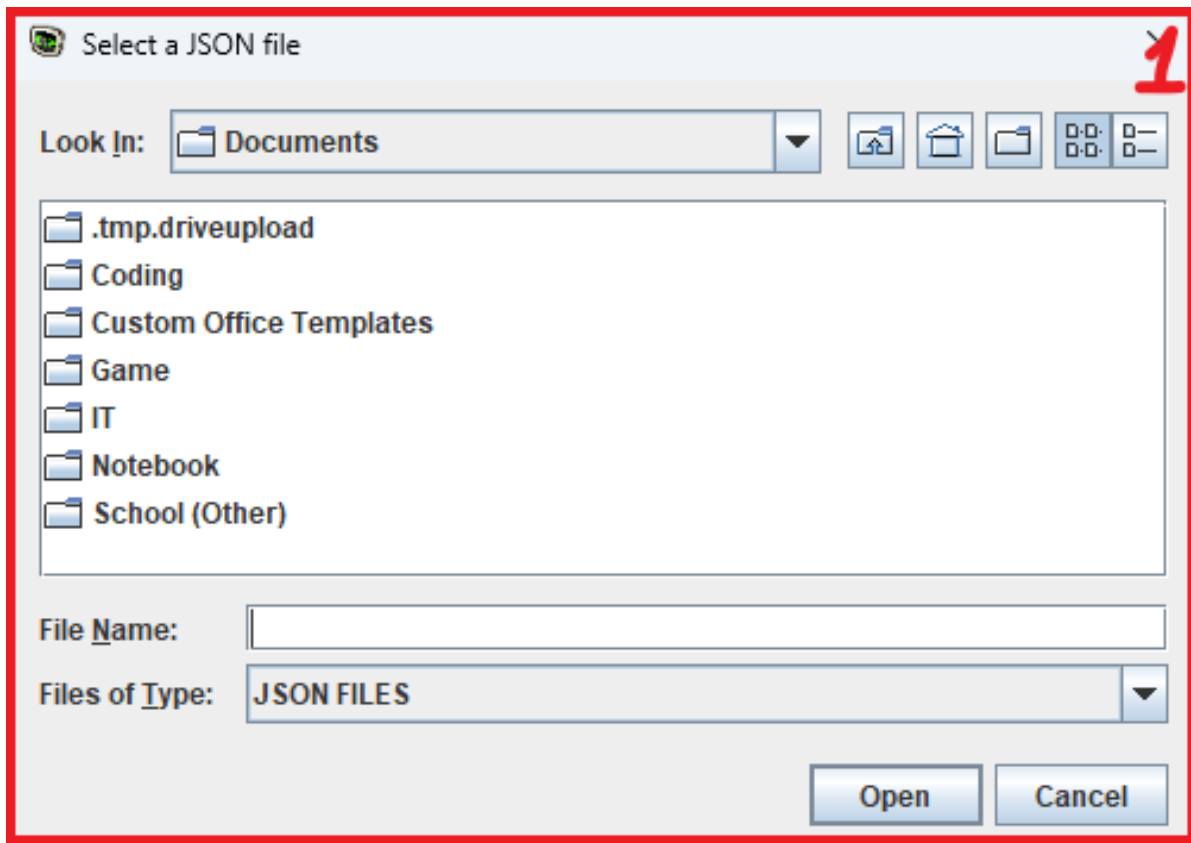 Select a JSON file
1
Look In: Documents
.tmp.driveupload
Coding
Custom Office Templates
Game
IT
Notebook
School (Other)
File Name:
Files of Type: JSON FILES
Open Cancel